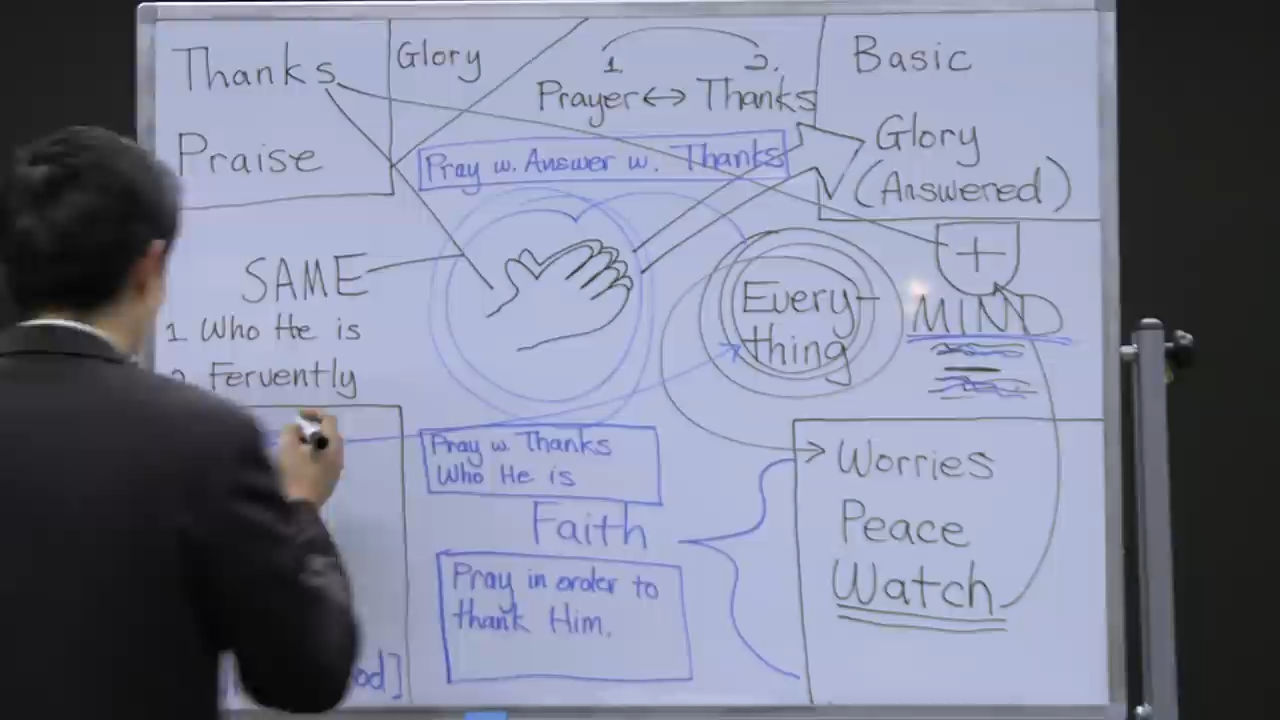 Thanks
Praise
Glory
1. 2.
Prayer ↔ Thanks
Pray w. Answer w. Thanks
Basic
Glory
(Answered)
SAME
1. Who He is
2. Fervently
Every-
thing
MIND
Pray w. Thanks
Who He is
Faith
Pray in order to
thank Him.
Worries
Peace
Watch